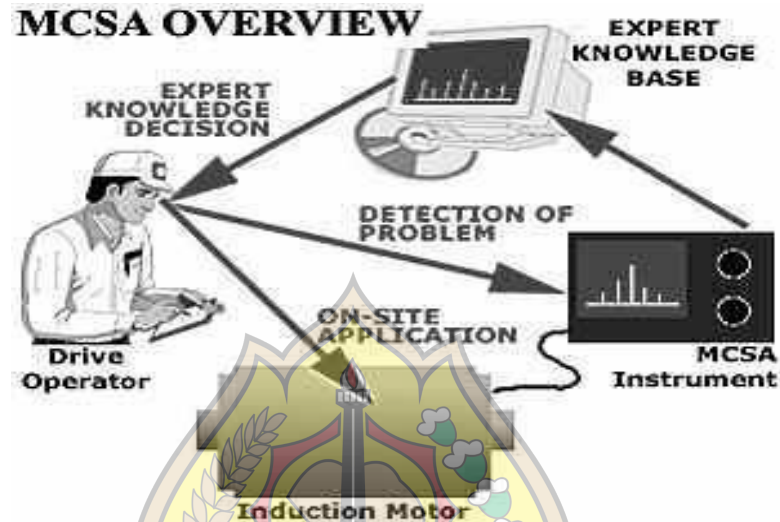 MCSA OVERVIEW
EXPERT
KNOWLEDGE
BASE
EXPERT
KNOWLEDGE
DECISION
DETECTION OF
PROBLEM
ON-SITE
APPLICATION
Drive
Operator
MCSA
Instrument
Induction Motor